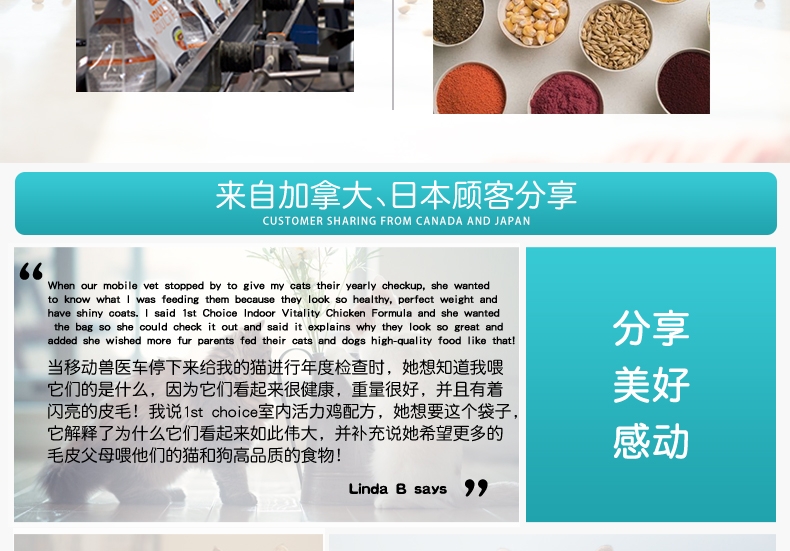 来自加拿大、日本顾客分享
CUSTOMER SHARING FROM CANADA AND JAPAN
“
When our mobile vet stopped by to give my cats their yearly checkup, she wanted
to know what I was feeding them because they look so healthy, perfect weight and
have shiny coats. I said 1st Choice Indoor Vitality Chicken Formula and she wanted
the bag so she could check it out and said it explains why they look so great and
added she wished more fur parents fed their cats and dogs high-quality food like that!
当移动兽医车停下来给我的猫进行年度检查时，她想知道我喂
它们的是什么，因为它们看起来很健康，重量很好，并且有着
闪亮的皮毛！我说1st choice室内活力鸡配方，她想要这个袋子，
它解释了为什么它们看起来如此伟大，并补充说她希望更多的
毛皮父母喂他们的猫和狗高品质的食物！
Linda B says ”
分享
美好
感动